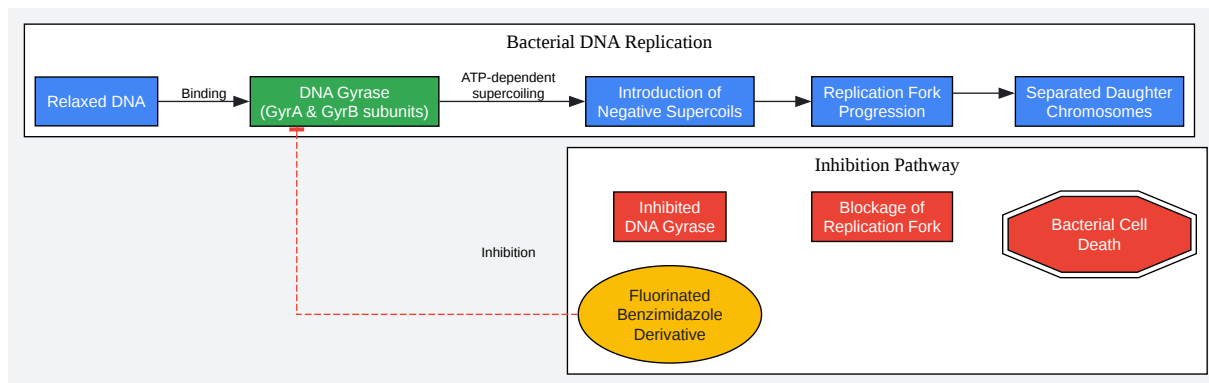 Bacterial DNA Replication
Relaxed DNA
Binding
DNA Gyrase
(GyrA & GyrB subunits)
ATP-dependent
supercoiling
Introduction of
Negative Supercoils
Replication Fork
Progression
Separated Daughter
Chromosomes
Inhibition Pathway
Inhibited
DNA Gyrase
Blockage of
Replication Fork
Bacterial Cell
Death
Inhibition
Fluorinated
Benzimidazole
Derivative